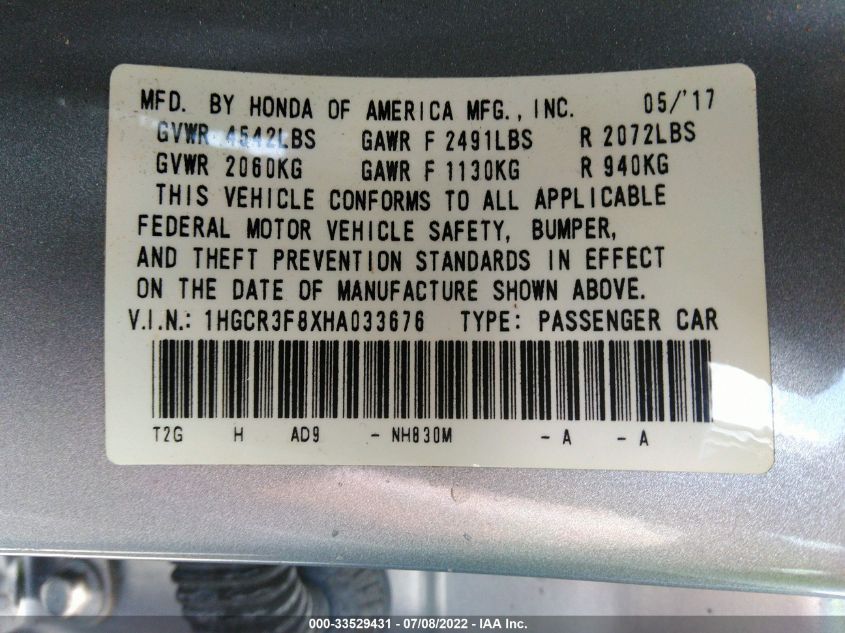 MFD. BY HONDA OF AMERICA MFG., INC. 05/'17
GVWR 4542LBS GAWR F 2491LBS R 2072LBS
GVWR 2060KG GAWR F 1130KG R 940KG
THIS VEHICLE CONFORMS TO ALL APPLICABLE
FEDERAL MOTOR VEHICLE SAFETY, BUMPER,
AND THEFT PREVENTION STANDARDS IN EFFECT
ON THE DATE OF MANUFACTURE SHOWN ABOVE.
V.I.N.: 1HGCR3F8XHA033676 TYPE: PASSENGER CAR
T2G H AD9 - NH830M - A - A
000-33529431 - 07/08/2022 - IAA Inc.